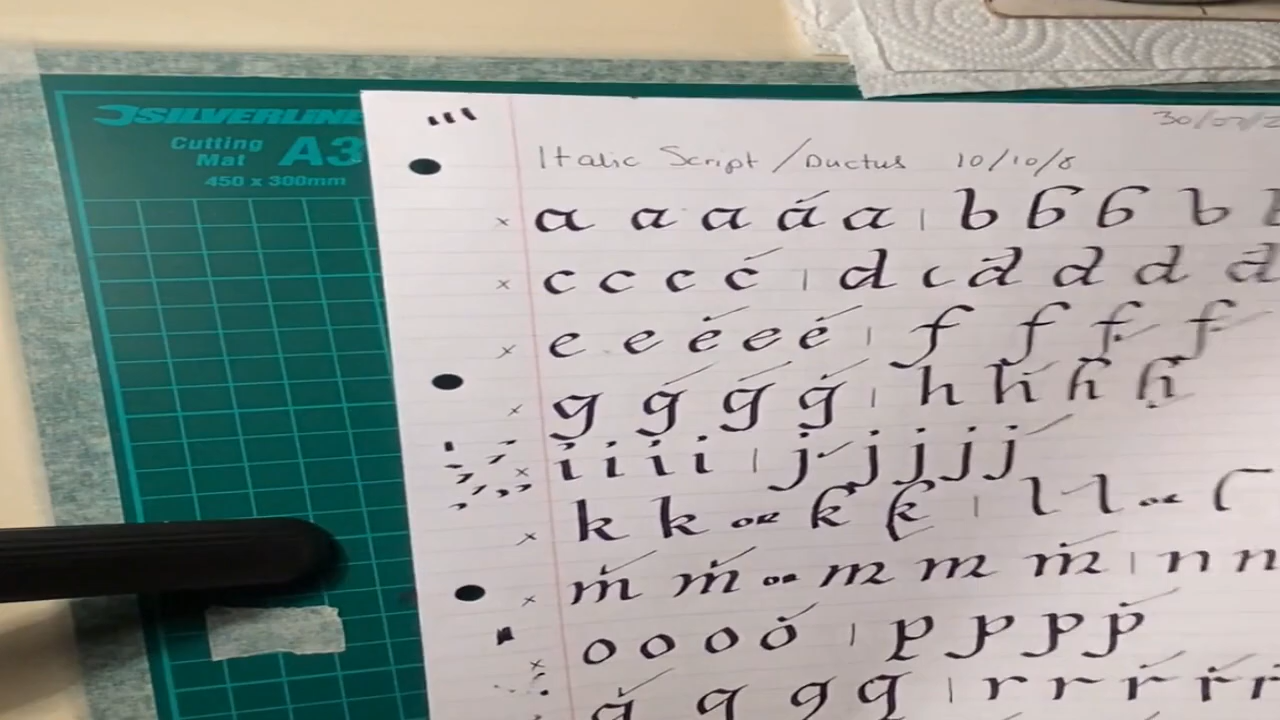 SILVERLINE
Cutting
Mat A3
450 x 300mm
Italic Script / Ductus 10/10/8
x a a a a a | b b b b
x c c c c | d c d d d d
x e e e e e | f f f f
x g g g g | h h h h
x i i i i | j j j j j
x k k or k k | l l or
x m m or m m m | n n
x o o o o | p p p p
q q q q | r r r r r